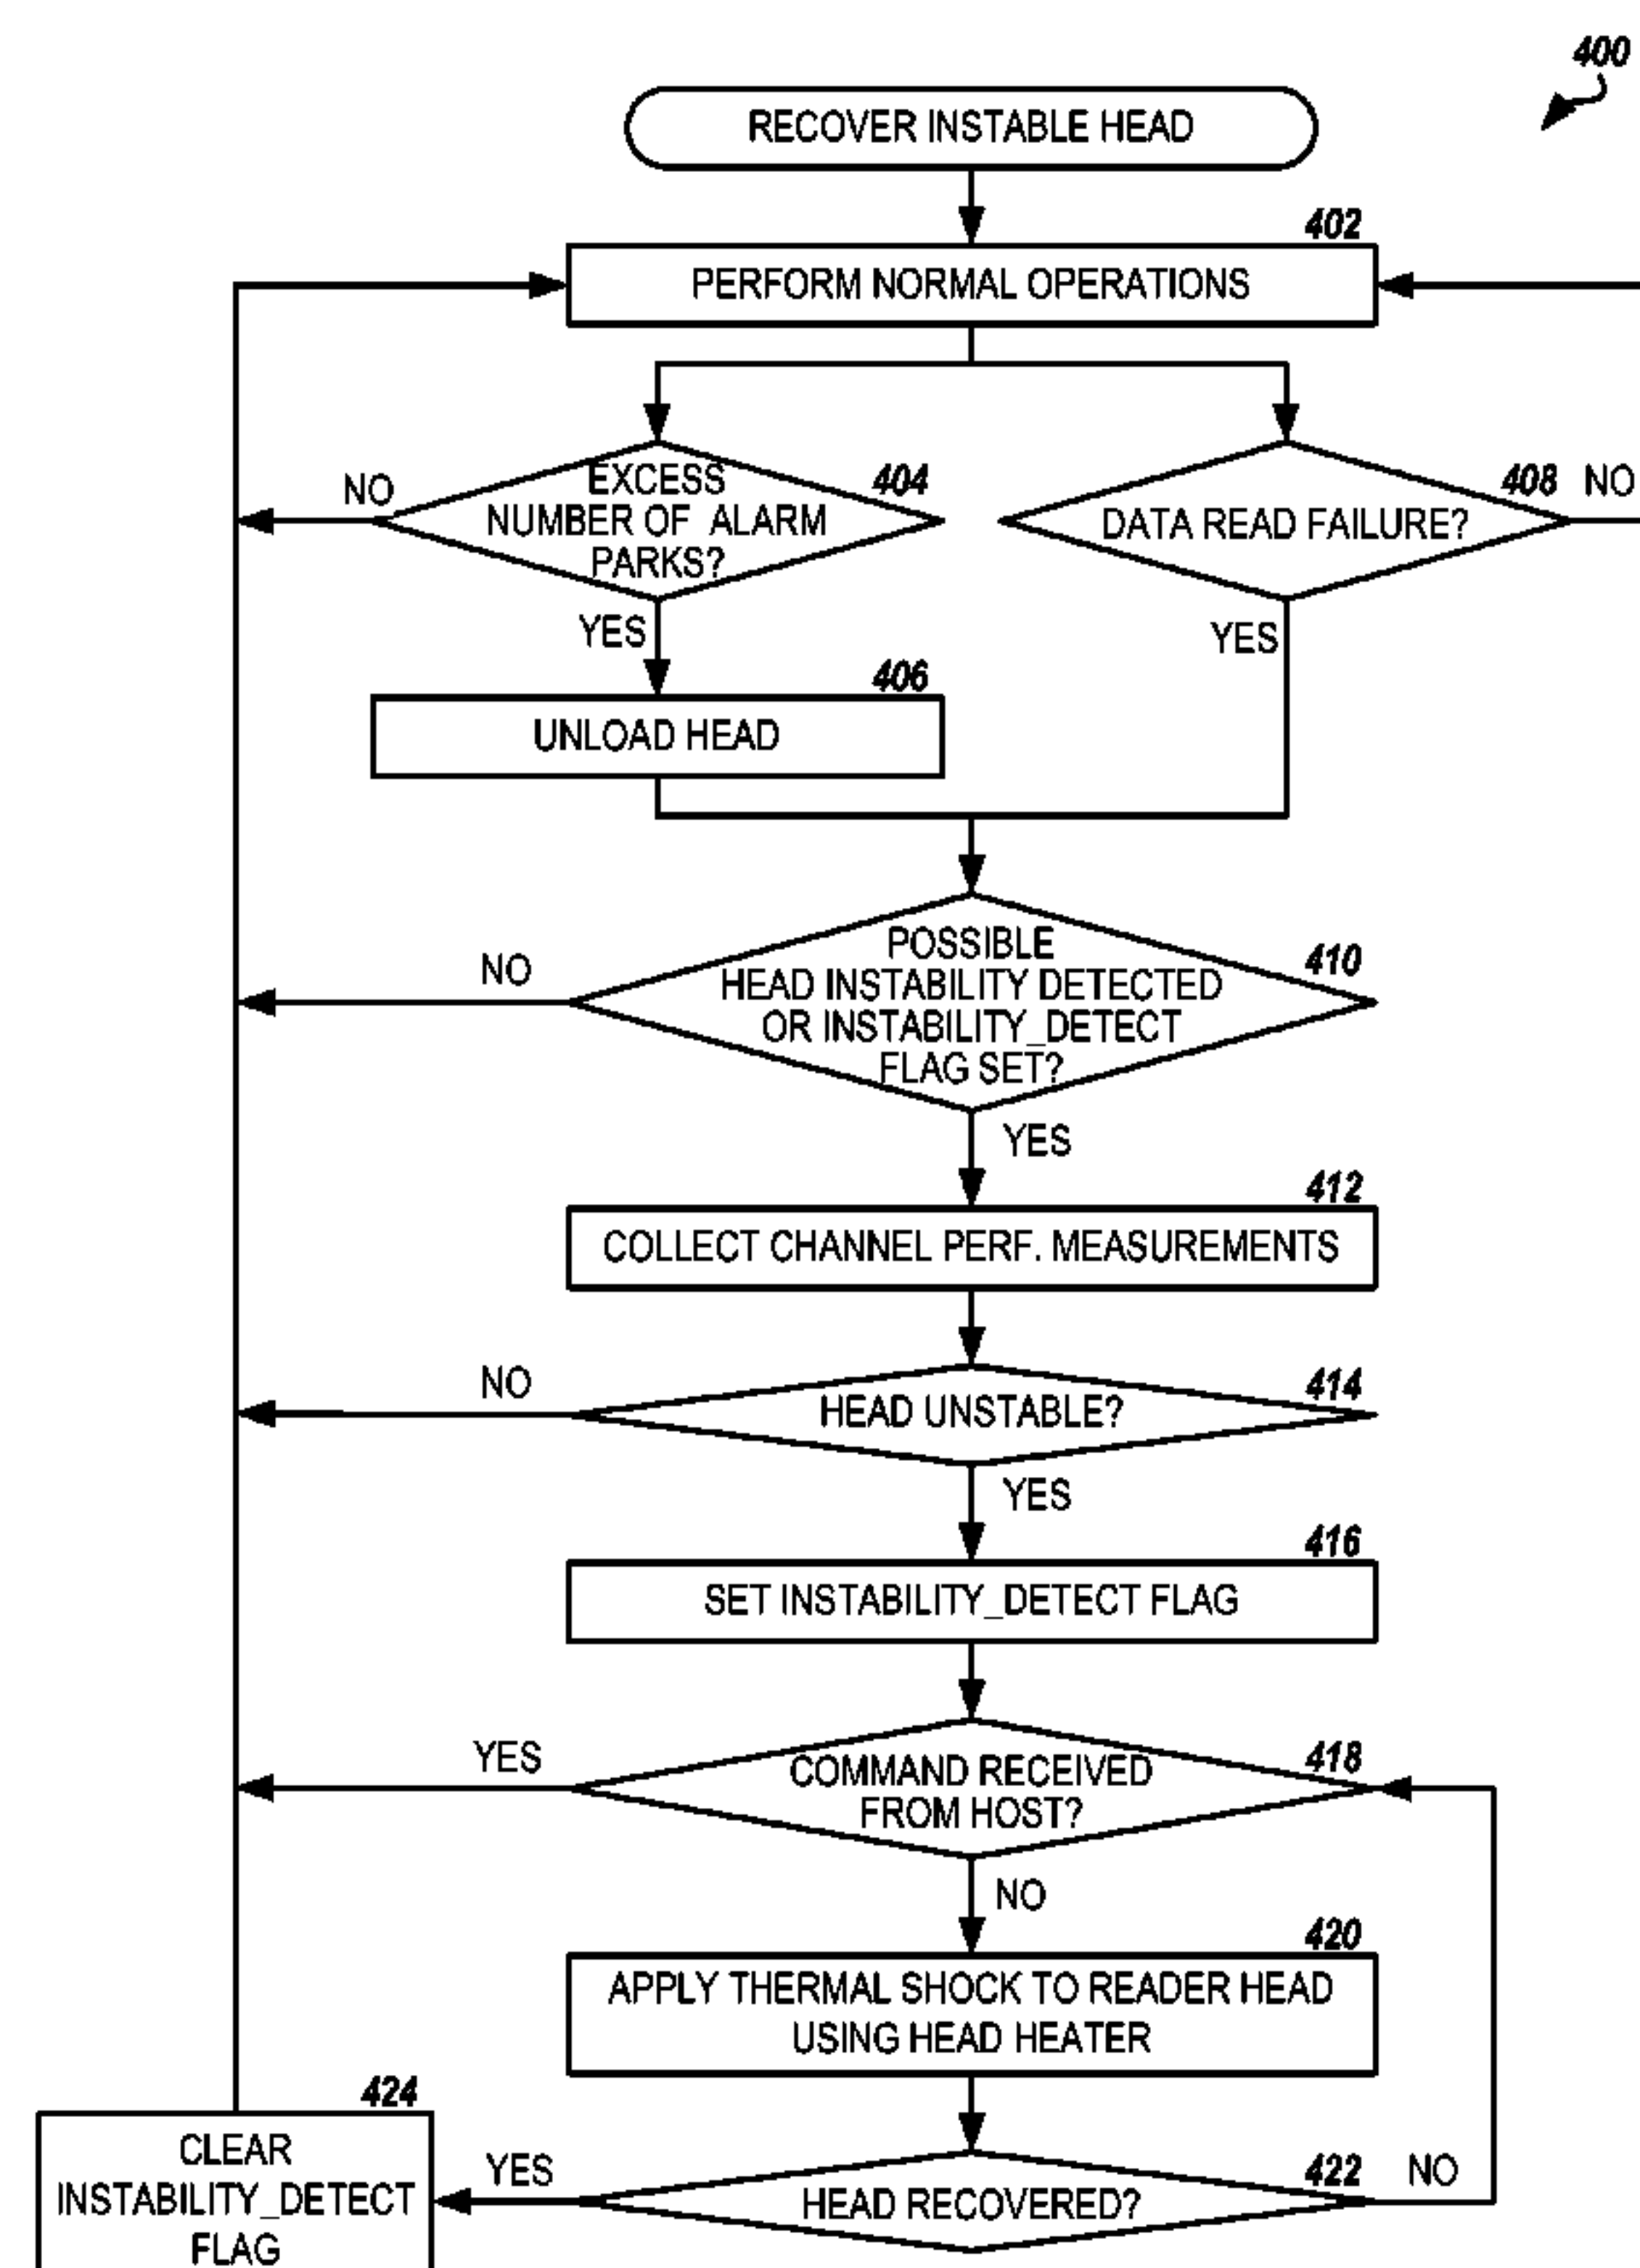 400
RECOVER INSTABLE HEAD
402
PERFORM NORMAL OPERATIONS
NO
EXCESS
NUMBER OF ALARM
PARKS?
404
DATA READ FAILURE?
408
NO
YES
YES
406
UNLOAD HEAD
NO
POSSIBLE
HEAD INSTABILITY DETECTED
OR INSTABILITY_DETECT
FLAG SET?
410
YES
412
COLLECT CHANNEL PERF. MEASUREMENTS
NO
HEAD UNSTABLE?
414
YES
416
SET INSTABILITY_DETECT FLAG
YES
COMMAND RECEIVED
FROM HOST?
418
NO
420
APPLY THERMAL SHOCK TO READER HEAD
USING HEAD HEATER
424
CLEAR
INSTABILITY_DETECT
FLAG
YES
HEAD RECOVERED?
422
NO